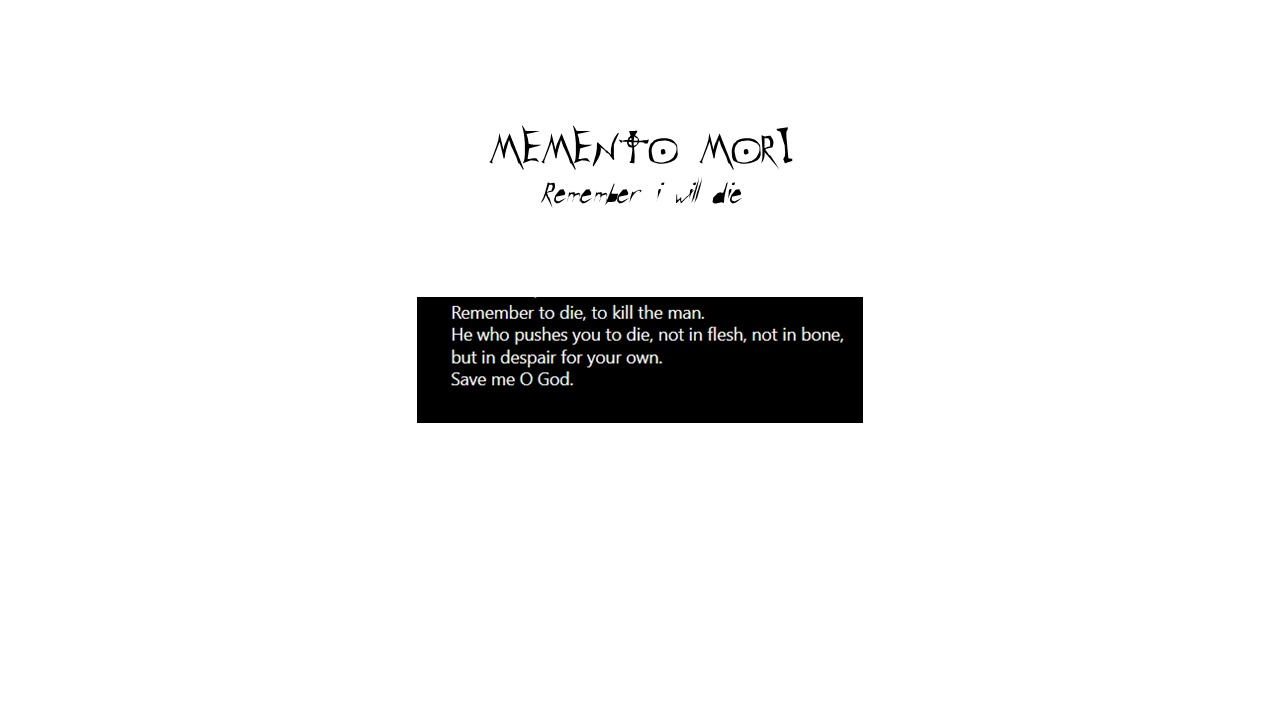 MEMENTO MORI
Remember i will die
Remember to die, to kill the man.
He who pushes you to die, not in flesh, not in bone,
but in despair for your own.
Save me O God.